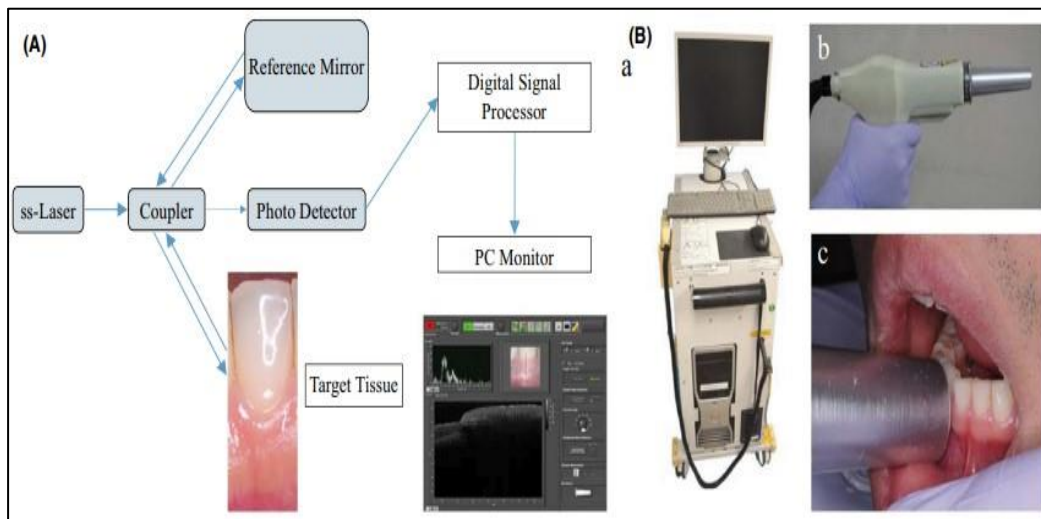 (A)
Reference Mirror
Digital Signal
Processor
ss-Laser
Coupler
Photo Detector
PC Monitor
Target Tissue
(B)
a
b
c